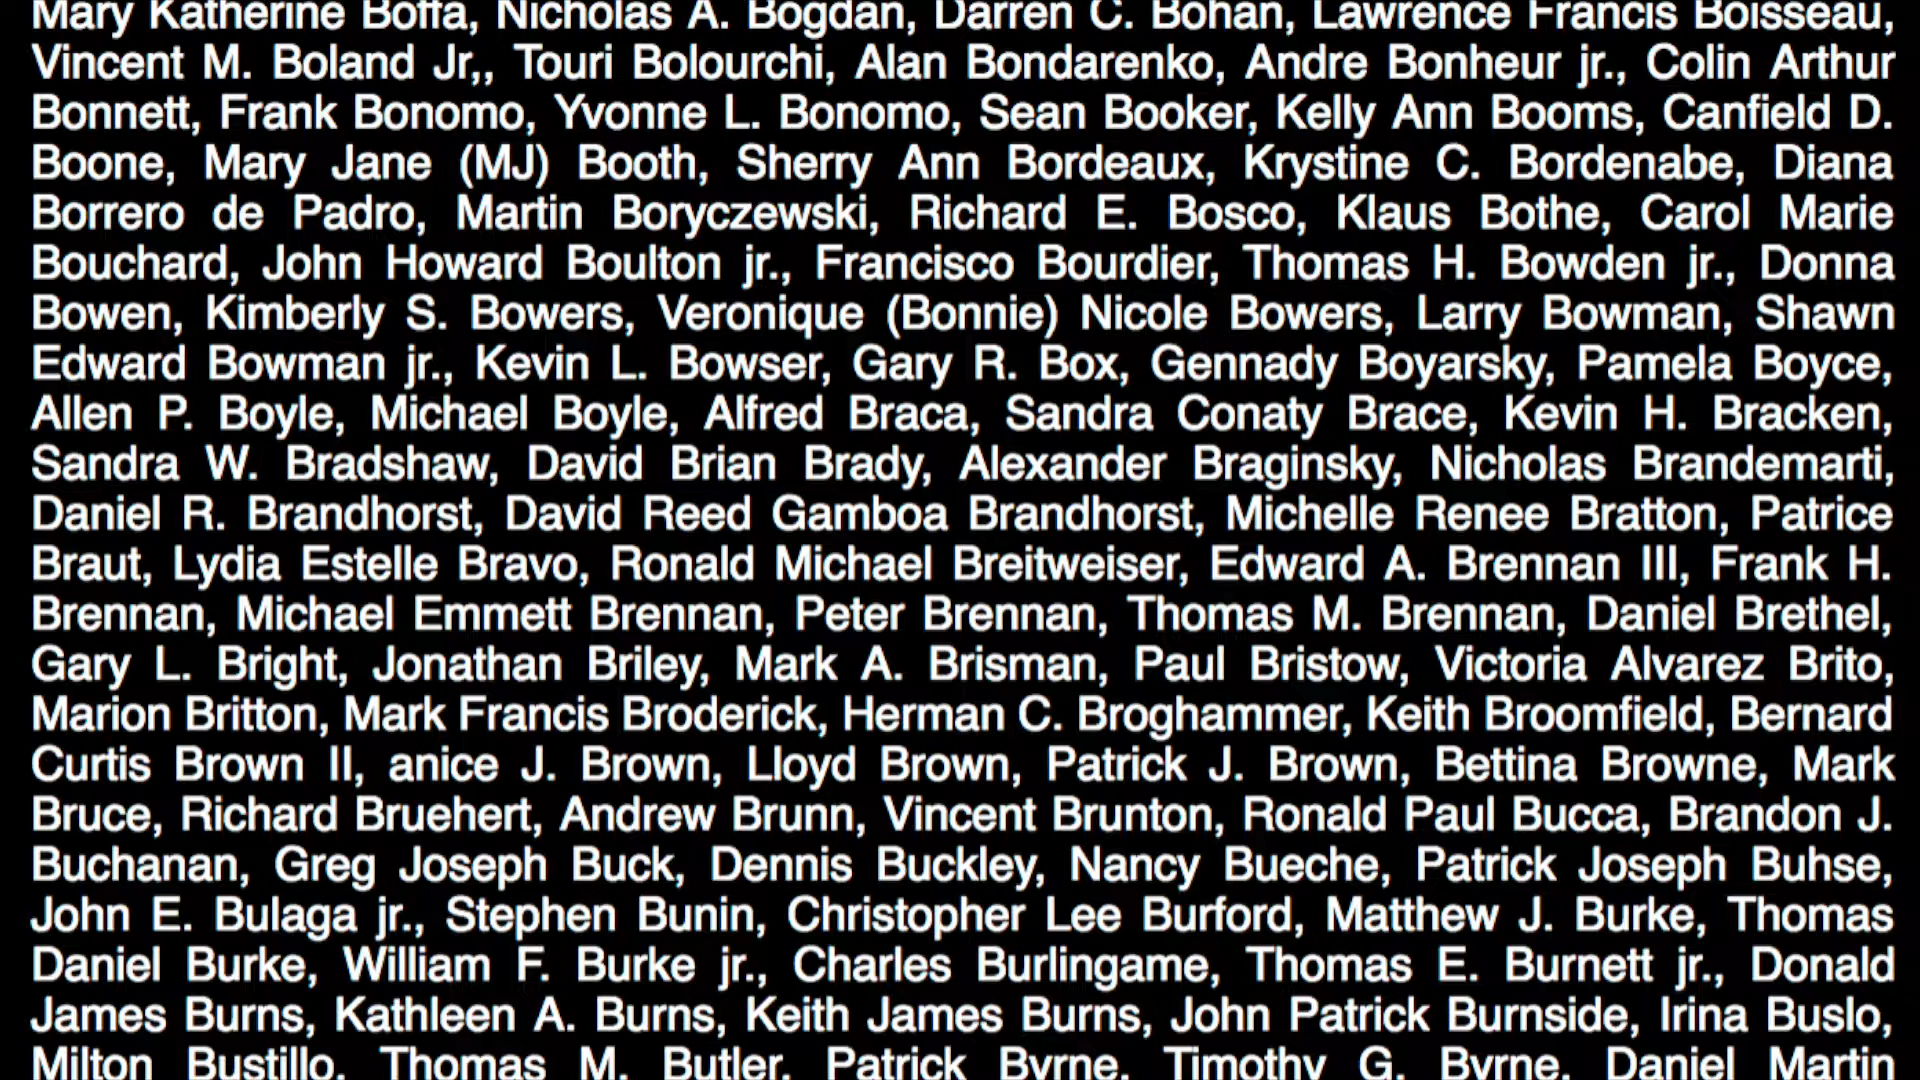 Mary Katherine Boffa, Nicholas A. Bogdan, Darren C. Bohan, Lawrence Francis Boisseau,
Vincent M. Boland Jr,, Touri Bolourchi, Alan Bondarenko, Andre Bonheur jr., Colin Arthur
Bonnett, Frank Bonomo, Yvonne L. Bonomo, Sean Booker, Kelly Ann Booms, Canfield D.
Boone, Mary Jane (MJ) Booth, Sherry Ann Bordeaux, Krystine C. Bordenabe, Diana
Borrero de Padro, Martin Boryczewski, Richard E. Bosco, Klaus Bothe, Carol Marie
Bouchard, John Howard Boulton jr., Francisco Bourdier, Thomas H. Bowden jr., Donna
Bowen, Kimberly S. Bowers, Veronique (Bonnie) Nicole Bowers, Larry Bowman, Shawn
Edward Bowman jr., Kevin L. Bowser, Gary R. Box, Gennady Boyarsky, Pamela Boyce,
Allen P. Boyle, Michael Boyle, Alfred Braca, Sandra Conaty Brace, Kevin H. Bracken,
Sandra W. Bradshaw, David Brian Brady, Alexander Braginsky, Nicholas Brandemarti,
Daniel R. Brandhorst, David Reed Gamboa Brandhorst, Michelle Renee Bratton, Patrice
Braut, Lydia Estelle Bravo, Ronald Michael Breitweiser, Edward A. Brennan III, Frank H.
Brennan, Michael Emmett Brennan, Peter Brennan, Thomas M. Brennan, Daniel Brethel,
Gary L. Bright, Jonathan Briley, Mark A. Brisman, Paul Bristow, Victoria Alvarez Brito,
Marion Britton, Mark Francis Broderick, Herman C. Broghammer, Keith Broomfield, Bernard
Curtis Brown II, anice J. Brown, Lloyd Brown, Patrick J. Brown, Bettina Browne, Mark
Bruce, Richard Bruehert, Andrew Brunn, Vincent Brunton, Ronald Paul Bucca, Brandon J.
Buchanan, Greg Joseph Buck, Dennis Buckley, Nancy Bueche, Patrick Joseph Buhse,
John E. Bulaga jr., Stephen Bunin, Christopher Lee Burford, Matthew J. Burke, Thomas
Daniel Burke, William F. Burke jr., Charles Burlingame, Thomas E. Burnett jr., Donald
James Burns, Kathleen A. Burns, Keith James Burns, John Patrick Burnside, Irina Buslo,
Milton Bustillo, Thomas M. Butler, Patrick Byrne, Timothy G. Byrne, Daniel Martin